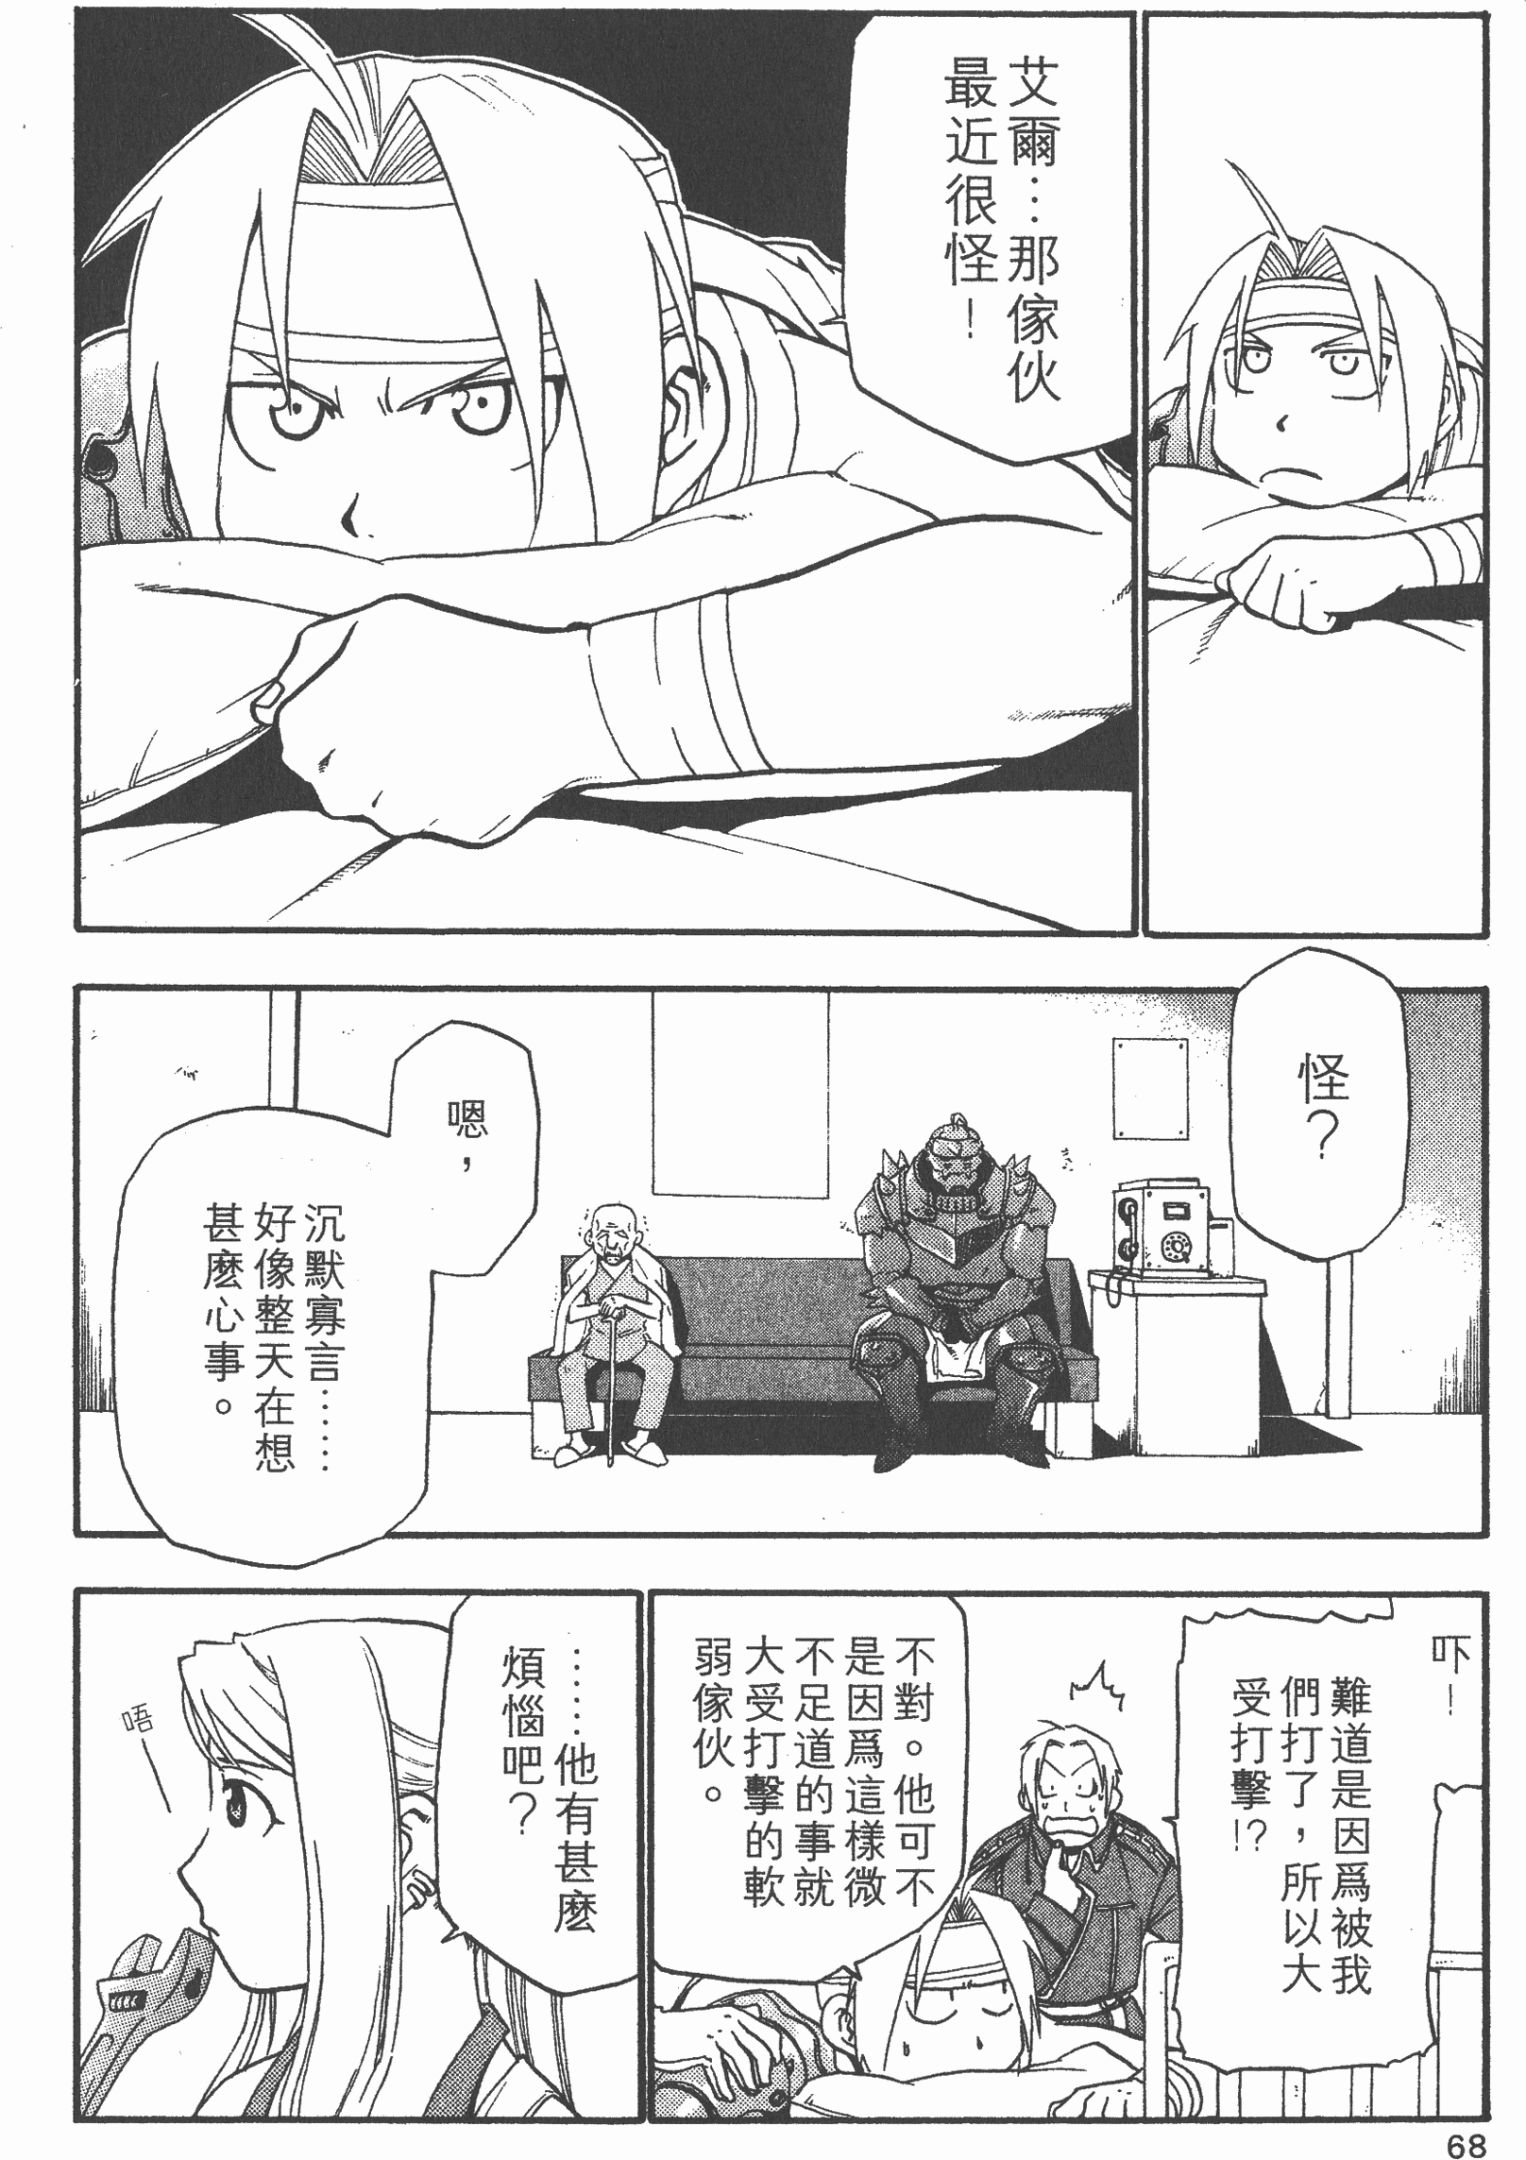 艾爾…那傢伙
最近很怪！
怪？
嗯，
沉默寡言……
好像整天在想
甚麼心事。
吓！
難道是因爲被我
們打了，所以大
受打擊!?
不對。他可不
是因爲這樣微
不足道的事就
大受打擊的軟
弱傢伙。
……他有甚麼
煩惱吧？
唔—
68